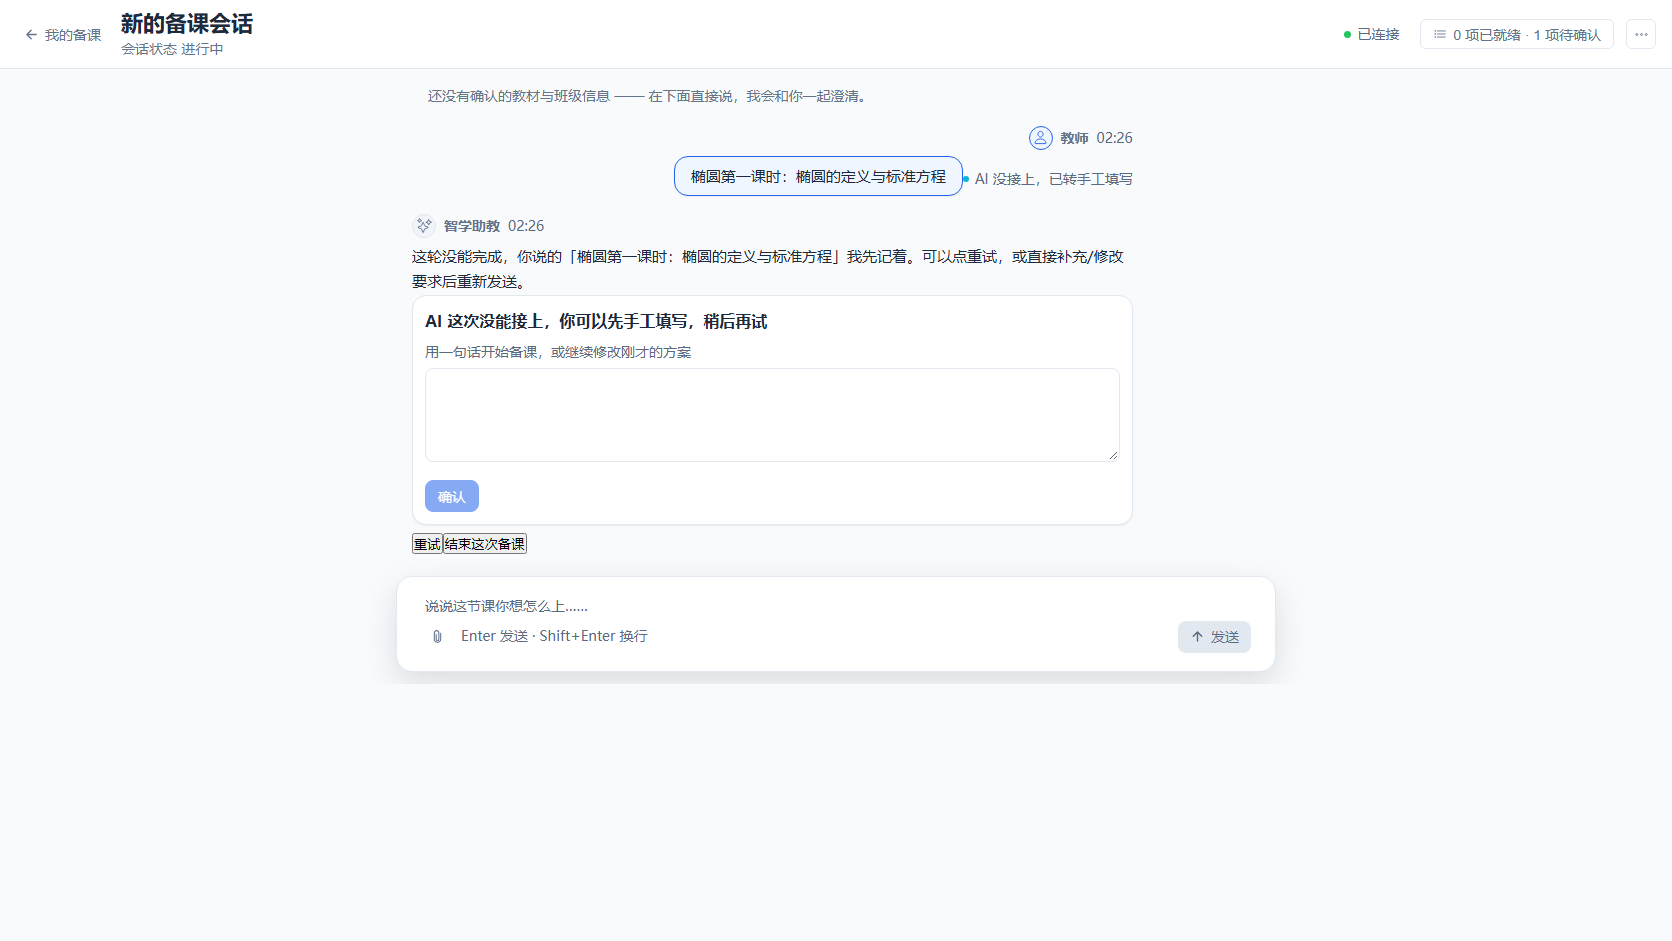 我的备课
新的备课会话
会话状态 进行中
已连接
0 项已就绪 · 1 项待确认
还没有确认的教材与班级信息 —— 在下面直接说，我会和你一起澄清。
教师 02:26
椭圆第一课时：椭圆的定义与标准方程
AI 没接上，已转手工填写
智学助教 02:26
这轮没能完成，你说的「椭圆第一课时：椭圆的定义与标准方程」我先记着。可以点重试，或直接补充/修改
要求后重新发送。
AI 这次没能接上，你可以先手工填写，稍后再试
用一句话开始备课，或继续修改刚才的方案
确认
重试 结束这次备课
说说这节课你想怎么上……
Enter 发送 · Shift+Enter 换行
发送